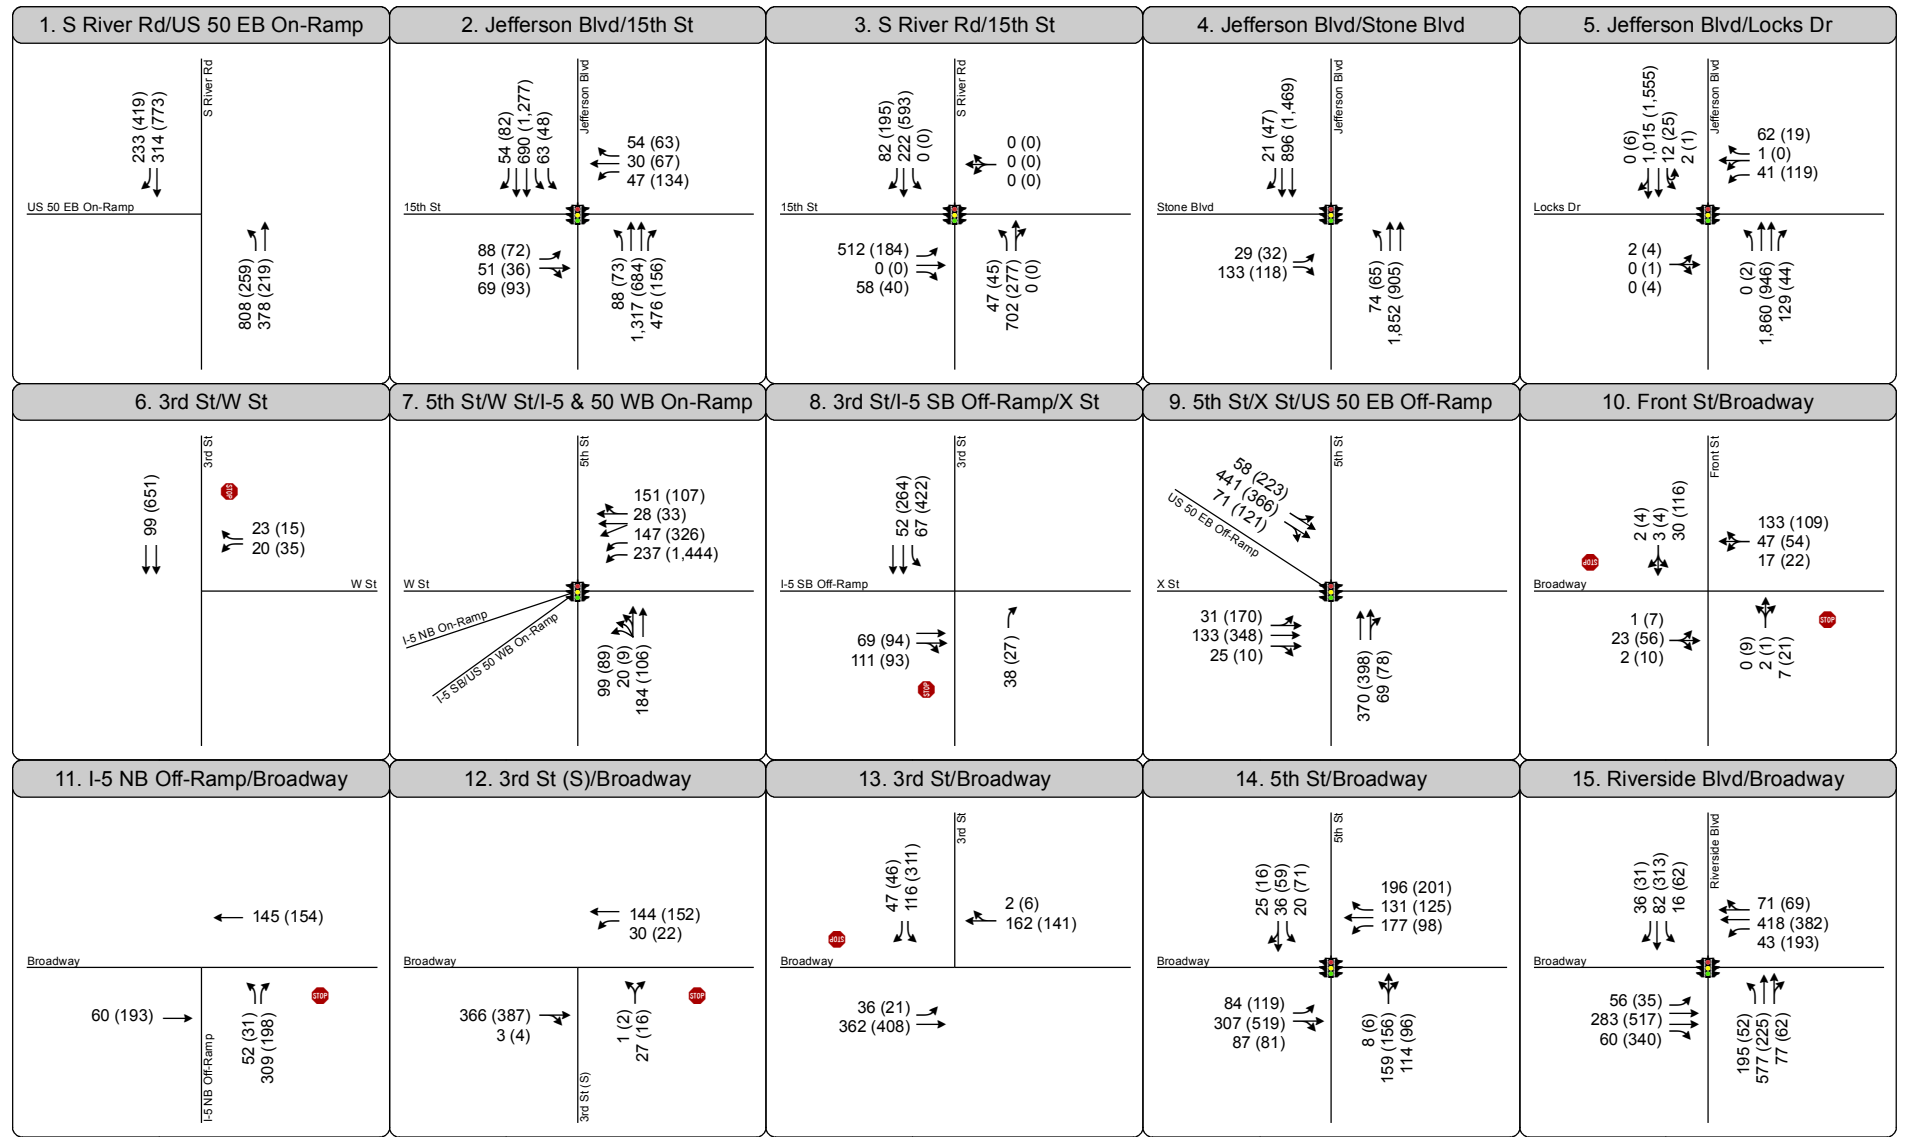 1. S River Rd/US 50 EB On-Ramp
S River Rd
233 (419)
314 (773)
US 50 EB On-Ramp
808 (259)
378 (219)
2. Jefferson Blvd/15th St
Jefferson Blvd
54 (82)
690 (1,277)
63 (48)
54 (63)
30 (67)
47 (134)
15th St
88 (72)
51 (36)
69 (93)
88 (73)
1,317 (684)
476 (156)
3. S River Rd/15th St
S River Rd
82 (195)
222 (593)
0 (0)
0 (0)
0 (0)
0 (0)
15th St
512 (184)
0 (0)
58 (40)
47 (45)
702 (277)
0 (0)
4. Jefferson Blvd/Stone Blvd
Jefferson Blvd
21 (47)
896 (1,469)
Stone Blvd
29 (32)
133 (118)
74 (65)
1,852 (905)
5. Jefferson Blvd/Locks Dr
Jefferson Blvd
0 (6)
1,015 (1,555)
12 (25)
2 (1)
62 (19)
1 (0)
41 (119)
Locks Dr
2 (4)
0 (1)
0 (4)
0 (2)
1,860 (946)
129 (44)
6. 3rd St/W St
3rd St
99 (651)
STOP
23 (15)
20 (35)
W St
7. 5th St/W St/I-5 & 50 WB On-Ramp
5th St
151 (107)
28 (33)
147 (326)
237 (1,444)
W St
I-5 NB On-Ramp
I-5 SB/US 50 WB On-Ramp
99 (89)
20 (9)
184 (106)
8. 3rd St/I-5 SB Off-Ramp/X St
3rd St
52 (264)
67 (422)
I-5 SB Off-Ramp
69 (94)
111 (93)
STOP
38 (27)
9. 5th St/X St/US 50 EB Off-Ramp
5th St
58 (223)
441 (366)
71 (121)
US 50 EB Off-Ramp
X St
31 (170)
133 (348)
25 (10)
370 (398)
69 (78)
10. Front St/Broadway
Front St
2 (4)
3 (4)
30 (116)
133 (109)
47 (54)
17 (22)
STOP
Broadway
1 (7)
23 (56)
2 (10)
0 (9)
2 (1)
7 (21)
STOP
11. I-5 NB Off-Ramp/Broadway
145 (154)
Broadway
60 (193)
I-5 NB Off-Ramp
52 (31)
309 (198)
STOP
12. 3rd St (S)/Broadway
144 (152)
30 (22)
Broadway
366 (387)
3 (4)
3rd St (S)
1 (2)
27 (16)
STOP
13. 3rd St/Broadway
3rd St
47 (46)
116 (311)
2 (6)
162 (141)
STOP
Broadway
36 (21)
362 (408)
14. 5th St/Broadway
5th St
25 (16)
36 (59)
20 (71)
196 (201)
131 (125)
177 (98)
Broadway
84 (119)
307 (519)
87 (81)
8 (6)
159 (156)
114 (96)
15. Riverside Blvd/Broadway
Riverside Blvd
36 (31)
82 (313)
16 (62)
71 (69)
418 (382)
43 (193)
Broadway
56 (35)
283 (517)
60 (340)
195 (52)
577 (225)
77 (62)